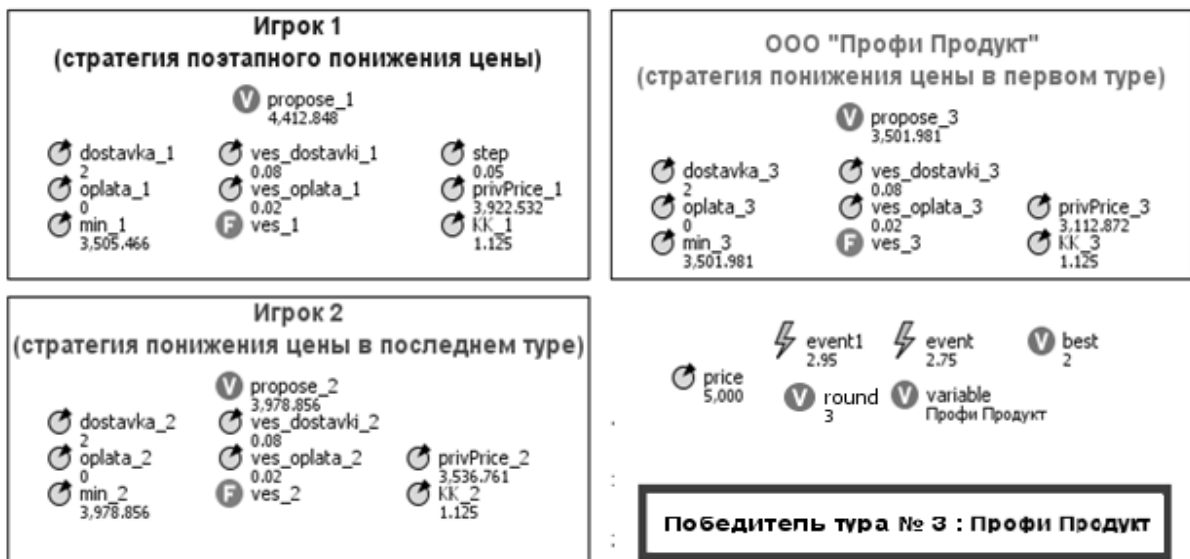 Игрок 1
(стратегия поэтапного понижения цены)
propose_1
4,412.848
dostavka_1
2
ves_dostavki_1
0.08
step
0.05
oplata_1
0
ves_oplata_1
0.02
privPrice_1
3,922.532
min_1
3,505.466
ves_1
KK_1
1.125
ООО "Профи Продукт"
(стратегия понижения цены в первом туре)
propose_3
3,501.981
dostavka_3
2
ves_dostavki_3
0.08
oplata_3
0
ves_oplata_3
0.02
privPrice_3
3,112.872
min_3
3,501.981
ves_3
KK_3
1.125
Игрок 2
(стратегия понижения цены в последнем туре)
propose_2
3,978.856
dostavka_2
2
ves_dostavki_2
0.08
oplata_2
0
ves_oplata_2
0.02
privPrice_2
3,536.761
min_2
3,978.856
ves_2
KK_2
1.125
event1
2.95
event
2.75
best
2
price
5,000
round
3
variable
Профи Продукт
Победитель тура № 3 : Профи Продукт